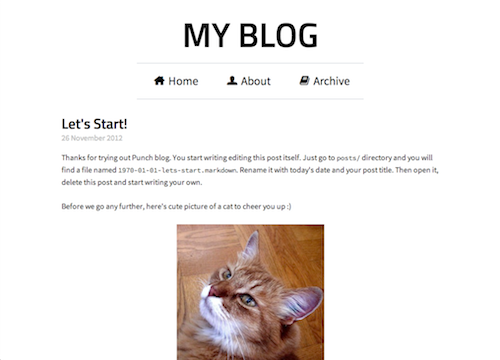 MY BLOG
Home About Archive
Let's Start!
26 November 2012
Thanks for trying out Punch blog. You start writing editing this post itself. Just go to posts/ directory and you will
find a file named 1970-01-01-lets-start.markdown. Rename it with today's date and your post title. Then open it,
delete this post and start writing your own.
Before we go any further, here's cute picture of a cat to cheer you up :)